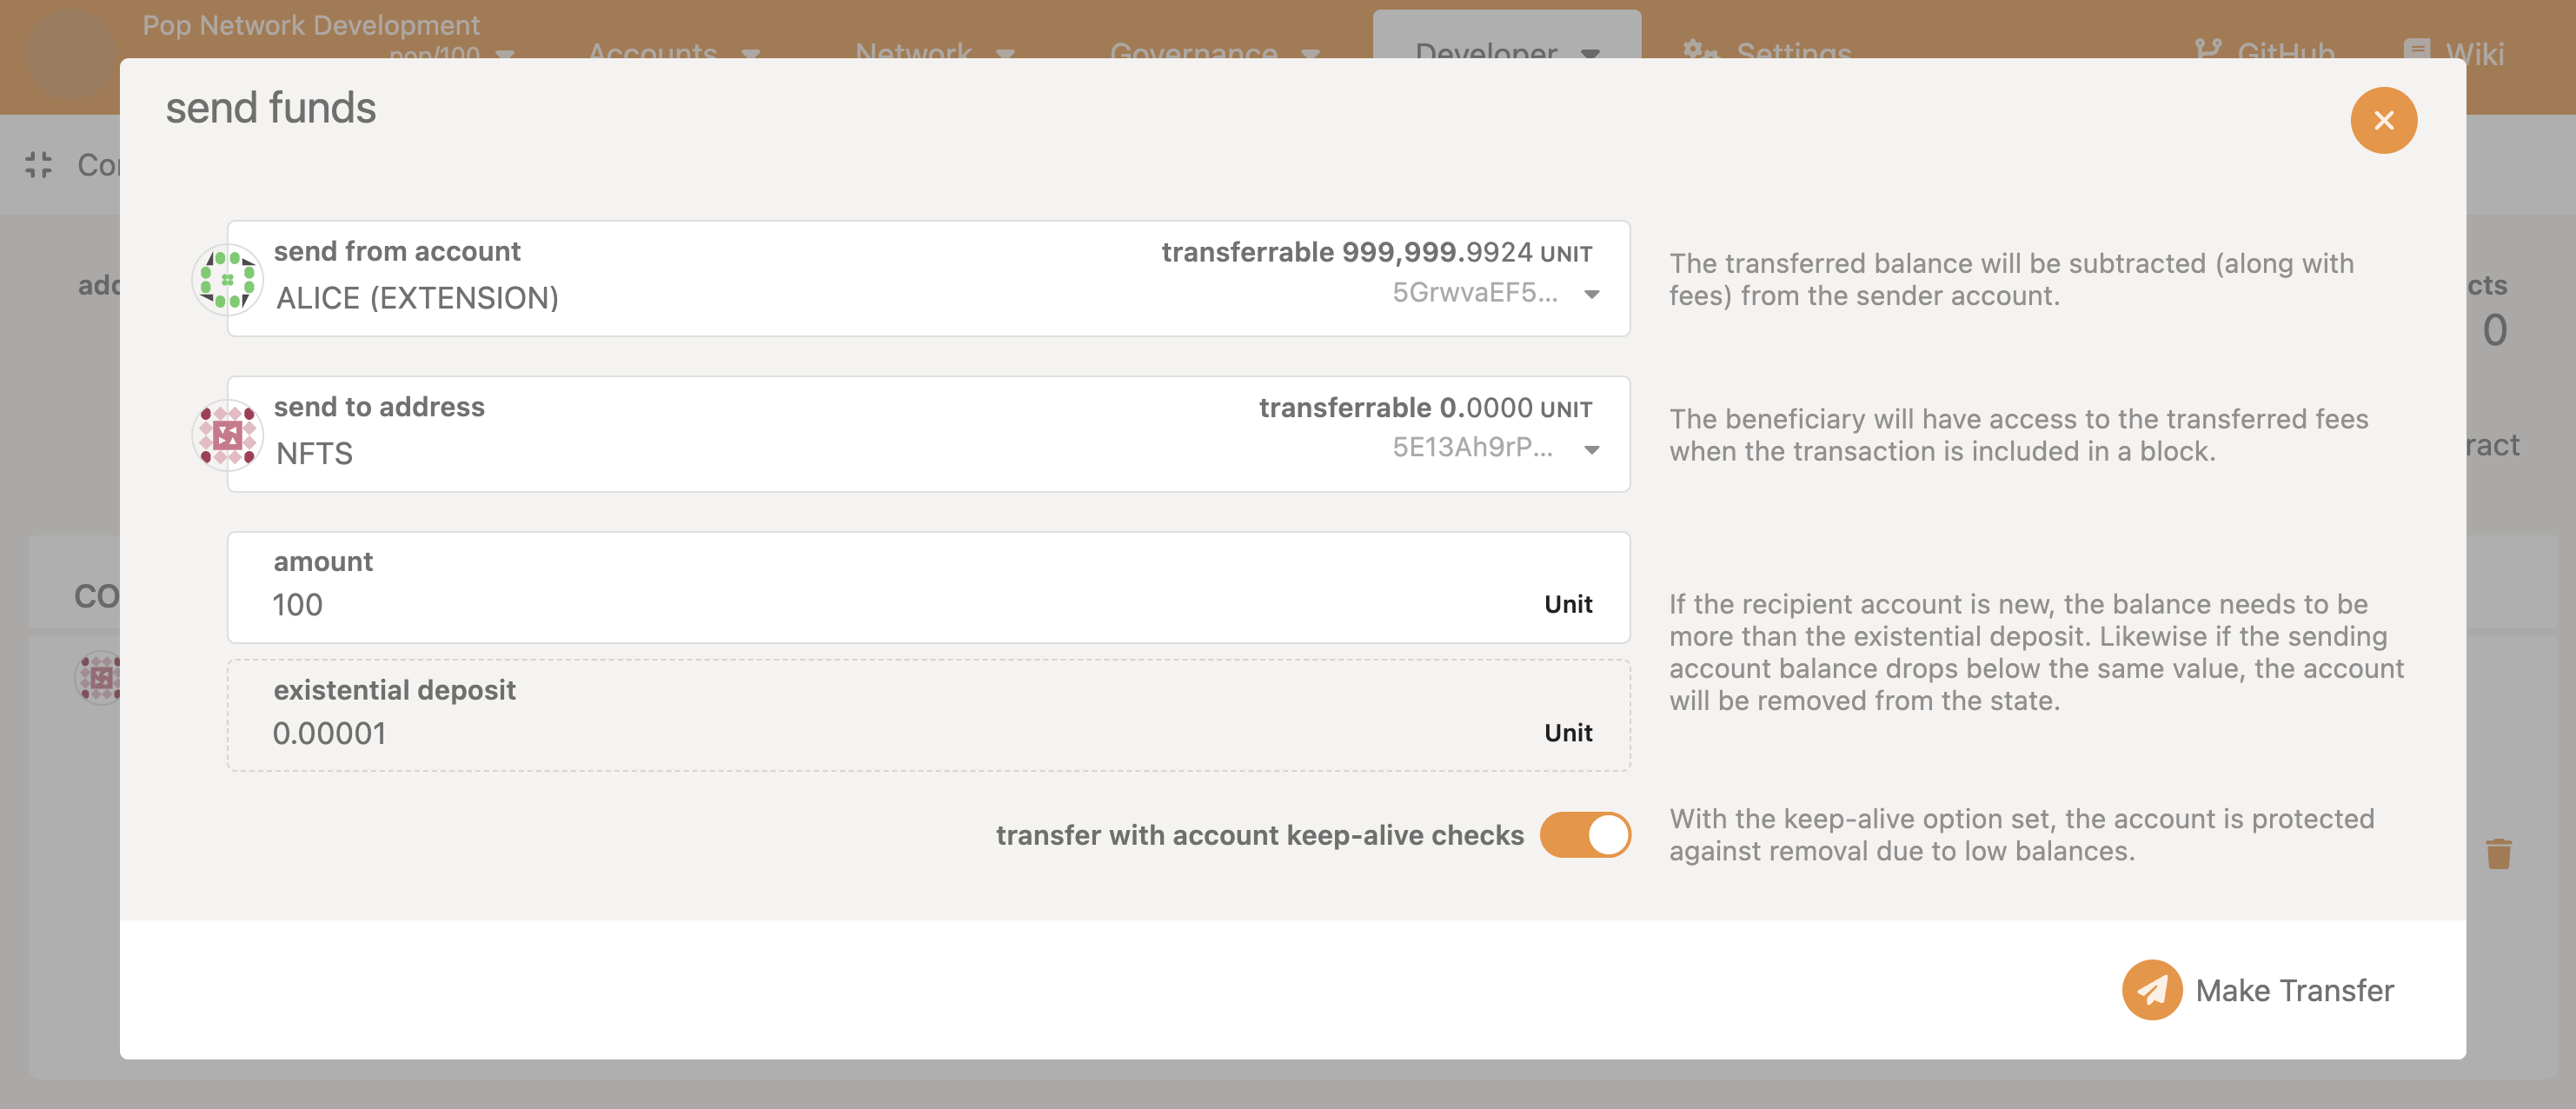 Pop Network Development
pop/100
Accounts
Network
Governance
Developer
Settings
GitHub
Wiki
send funds
send from account
transferrable 999,999.9924 UNIT
ALICE (EXTENSION)
5GrwvaEF5...
The transferred balance will be subtracted (along with
fees) from the sender account.
0
send to address
transferrable 0.0000 UNIT
NFTS
5E13Ah9rP...
The beneficiary will have access to the transferred fees
when the transaction is included in a block.
amount
100
Unit
If the recipient account is new, the balance needs to be
more than the existential deposit. Likewise if the sending
account balance drops below the same value, the account
will be removed from the state.
existential deposit
0.00001
Unit
transfer with account keep-alive checks
With the keep-alive option set, the account is protected
against removal due to low balances.
Make Transfer